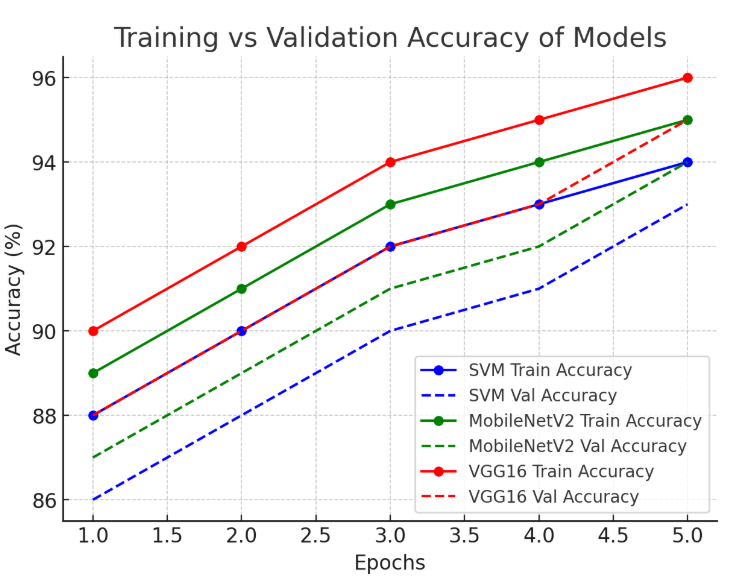 Training vs Validation Accuracy of Models
Accuracy (%)
96
94
92
90
88
86
SVM Train Accuracy
SVM Val Accuracy
MobileNetV2 Train Accuracy
MobileNetV2 Val Accuracy
VGG16 Train Accuracy
VGG16 Val Accuracy
1.0 1.5 2.0 2.5 3.0 3.5 4.0 4.5 5.0
Epochs